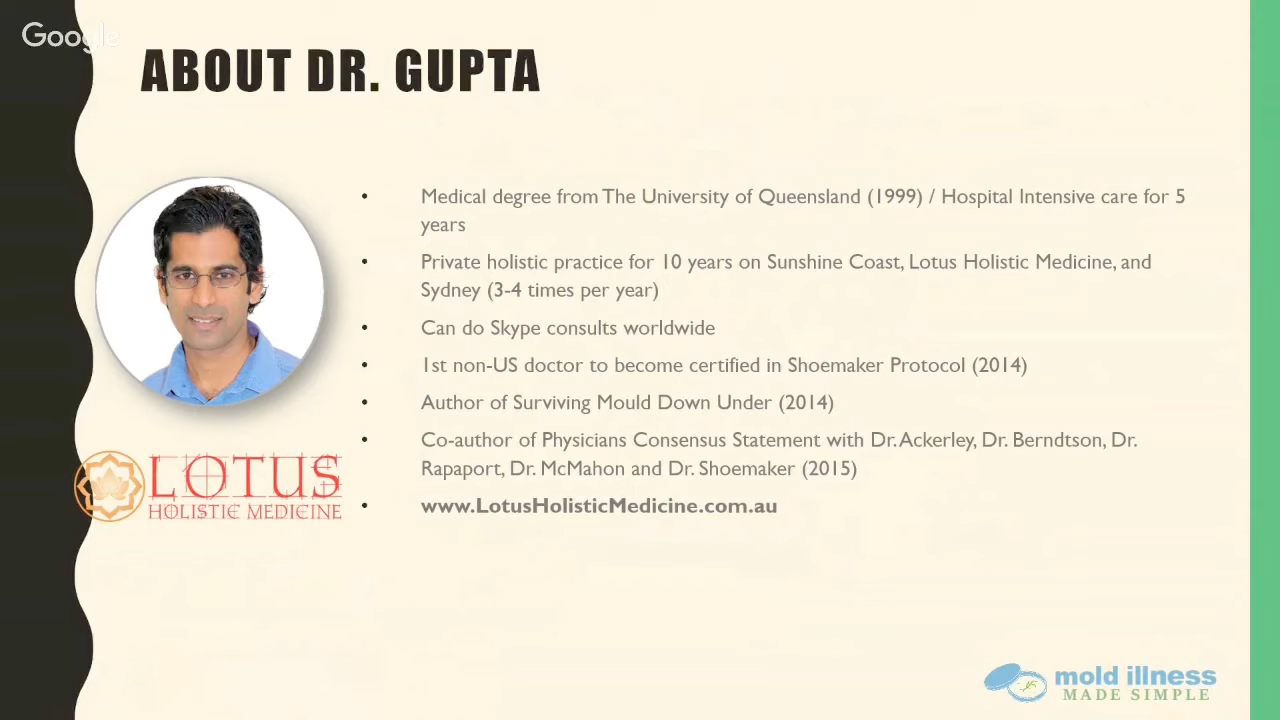 Google
ABOUT DR. GUPTA
• Medical degree from The University of Queensland (1999) / Hospital Intensive care for 5
years
• Private holistic practice for 10 years on Sunshine Coast, Lotus Holistic Medicine, and
Sydney (3-4 times per year)
• Can do Skype consults worldwide
• 1st non-US doctor to become certified in Shoemaker Protocol (2014)
• Author of Surviving Mould Down Under (2014)
• Co-author of Physicians Consensus Statement with Dr. Ackerley, Dr. Berndtson, Dr.
Rapaport, Dr. McMahon and Dr. Shoemaker (2015)
• www.LotusHolisticMedicine.com.au
LOTUS
HOLISTIC MEDICINE
mold illness
MADE SIMPLE